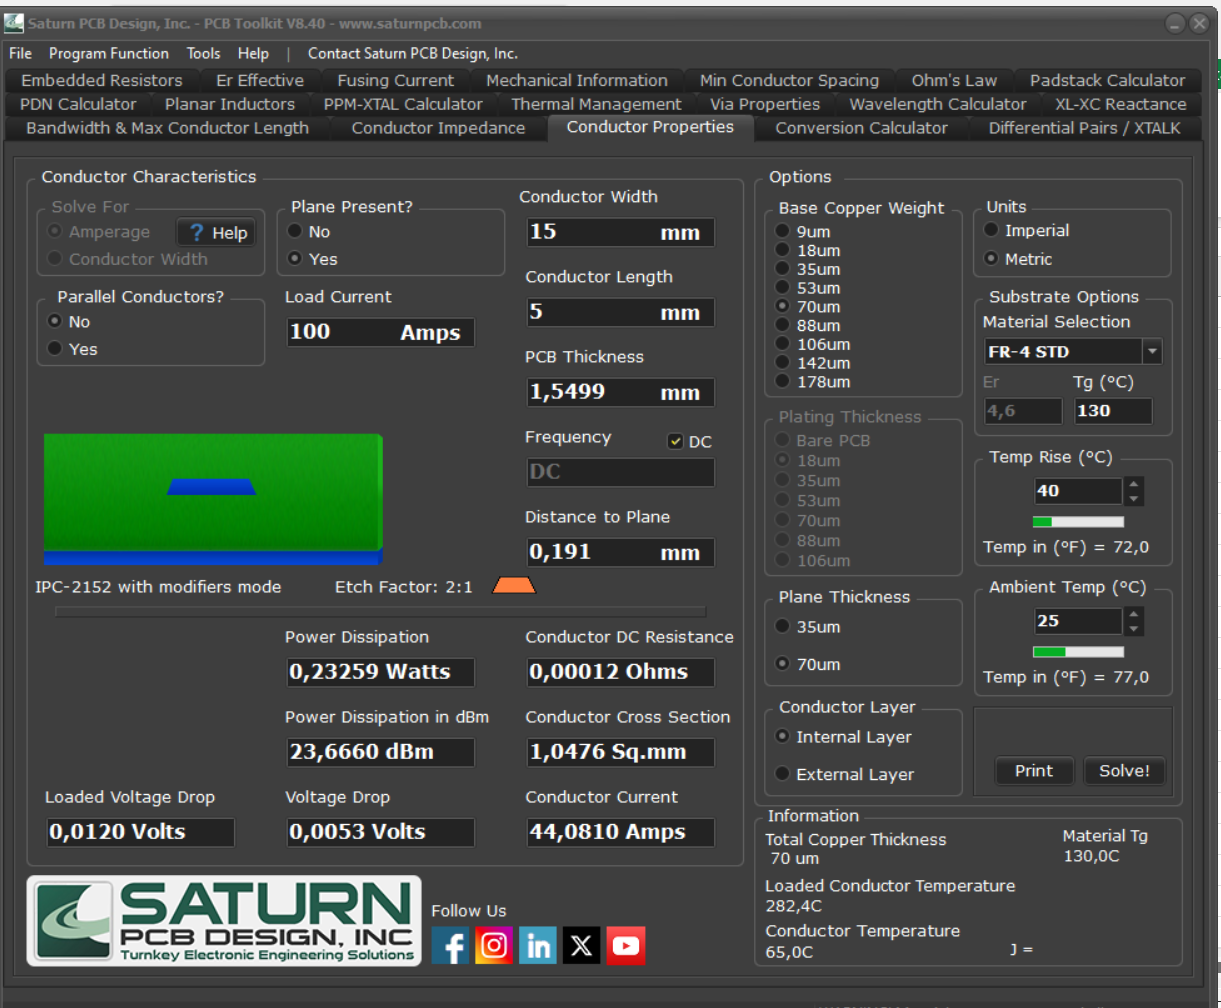 Saturn PCB Design, Inc. - PCB Toolkit V8.40 - www.saturnpcb.com
File Program Function Tools Help | Contact Saturn PCB Design, Inc.
Embedded Resistors Er Effective Fusing Current Mechanical Information Min Conductor Spacing Ohm's Law Padstack Calculator
PDN Calculator Planar Inductors PPM-XTAL Calculator Thermal Management Via Properties Wavelength Calculator XL-XC Reactance
Bandwidth & Max Conductor Length Conductor Impedance Conductor Properties Conversion Calculator Differential Pairs / XTALK
Conductor Characteristics
Solve For
Amperage
? Help
Conductor Width
Plane Present?
No
Yes
Parallel Conductors?
No
Yes
Load Current
100 Amps
Conductor Width
15 mm
Conductor Length
5 mm
PCB Thickness
1,5499 mm
Frequency
DC
DC
Distance to Plane
0,191 mm
IPC-2152 with modifiers mode
Etch Factor: 2:1
Power Dissipation
0,23259 Watts
Conductor DC Resistance
0,00012 Ohms
Power Dissipation in dBm
23,6660 dBm
Conductor Cross Section
1,0476 Sq.mm
Loaded Voltage Drop
0,0120 Volts
Voltage Drop
0,0053 Volts
Conductor Current
44,0810 Amps
Options
Base Copper Weight
9um
18um
35um
53um
70um
88um
106um
142um
178um
Plating Thickness
Bare PCB
18um
35um
53um
70um
88um
106um
Plane Thickness
35um
70um
Conductor Layer
Internal Layer
External Layer
Units
Imperial
Metric
Substrate Options
Material Selection
FR-4 STD
Er
4,6
Tg (°C)
130
Temp Rise (°C)
40
Temp in (°F) = 72,0
Ambient Temp (°C)
25
Temp in (°F) = 77,0
Print
Solve!
Information
Total Copper Thickness
70 um
Material Tg
130,0C
Loaded Conductor Temperature
282,4C
Conductor Temperature
65,0C
J =
SATURN
PCB DESIGN, INC
Turnkey Electronic Engineering Solutions
Follow Us